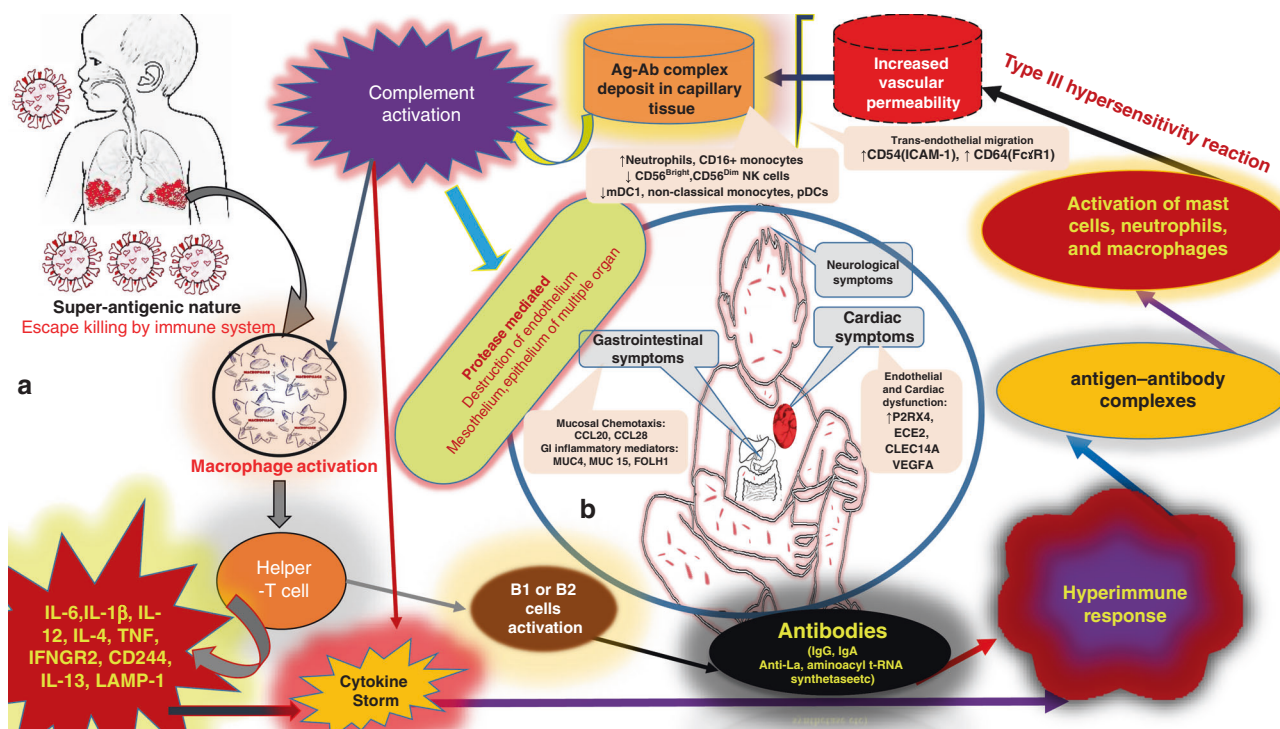 Complement
activation
Ag-Ab complex
deposit in capillary
tissue
Increased
vascular
permeability
Type III hypersensitivity reaction
Trans-endothelial migration
↑CD54(ICAM-1), ↑ CD64(FcɤR1)
↑Neutrophils, CD16+ monocytes
↓ CD56Bright,CD56Dim NK cells
↓mDC1, non-classical monocytes, pDCs
Activation of mast
cells, neutrophils,
and macrophages
Super-antigenic nature
Escape killing by immune system
a
MACROPHAGE
MACROPHAGE
MACROPHAGE
MACROPHAGE
Macrophage activation
Protease mediated
Destruction of endothelium
Mesothelium, epithelium of multiple organ
Neurological
symptoms
Cardiac
symptoms
Gastrointestinal
symptoms
Endothelial
and Cardiac
dysfunction:
↑P2RX4,
ECE2,
CLEC14A
VEGFA
Mucosal Chemotaxis:
CCL20, CCL28
GI inflammatory mediators:
MUC4, MUC 15, FOLH1
b
antigen–antibody
complexes
Helper
-T cell
IL-6,IL-1β, IL-
12, IL-4, TNF,
IFNGR2, CD244,
IL-13, LAMP-1
Cytokine
Storm
B1 or B2
cells
activation
Antibodies
(IgG, IgA
Anti-La, aminoacyl t-RNA
synthetaseetc)
Hyperimmune
response